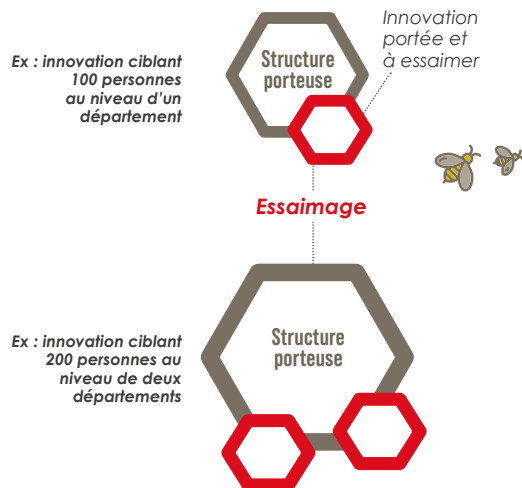 Innovation
portée et
à essaimer
Ex : innovation ciblant
100 personnes
au niveau d'un
département
Structure
porteuse
Essaimage
Ex : innovation ciblant
200 personnes au
niveau de deux
départements
Structure
porteuse